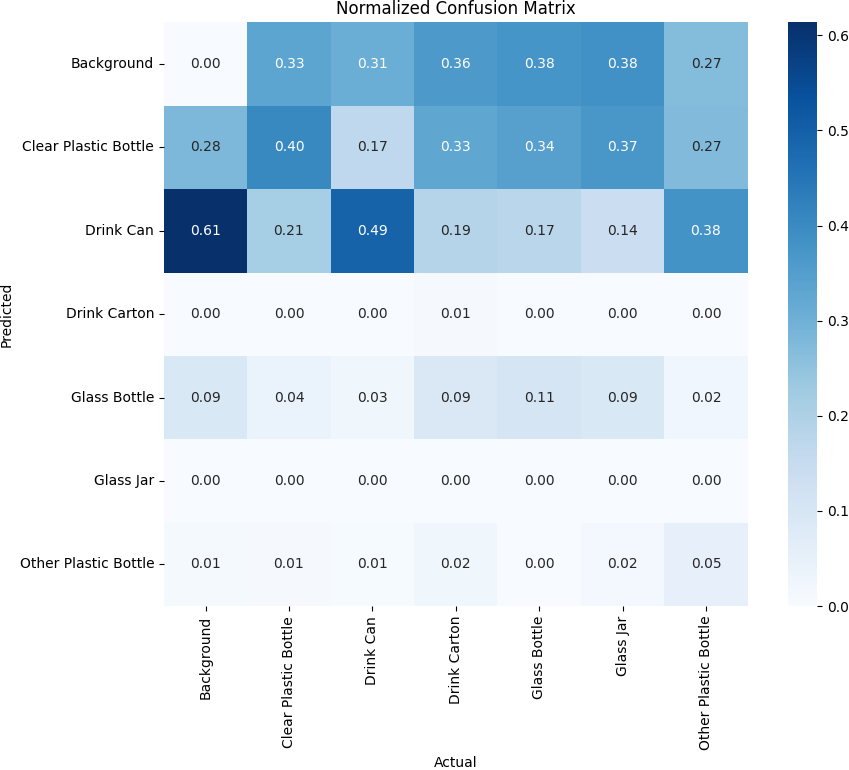 Normalized Confusion Matrix
Background 0.00 0.33 0.31 0.36 0.38 0.38 0.27
Clear Plastic Bottle 0.28 0.40 0.17 0.33 0.34 0.37 0.27
Drink Can 0.61 0.21 0.49 0.19 0.17 0.14 0.38
Drink Carton 0.00 0.00 0.00 0.01 0.00 0.00 0.00
Glass Bottle 0.09 0.04 0.03 0.09 0.11 0.09 0.02
Glass Jar 0.00 0.00 0.00 0.00 0.00 0.00 0.00
Other Plastic Bottle 0.01 0.01 0.01 0.02 0.00 0.02 0.05
Predicted
Background
Clear Plastic Bottle
Drink Can
Drink Carton
Glass Bottle
Glass Jar
Other Plastic Bottle
Actual
0.6
0.5
0.4
0.3
0.2
0.1
0.0